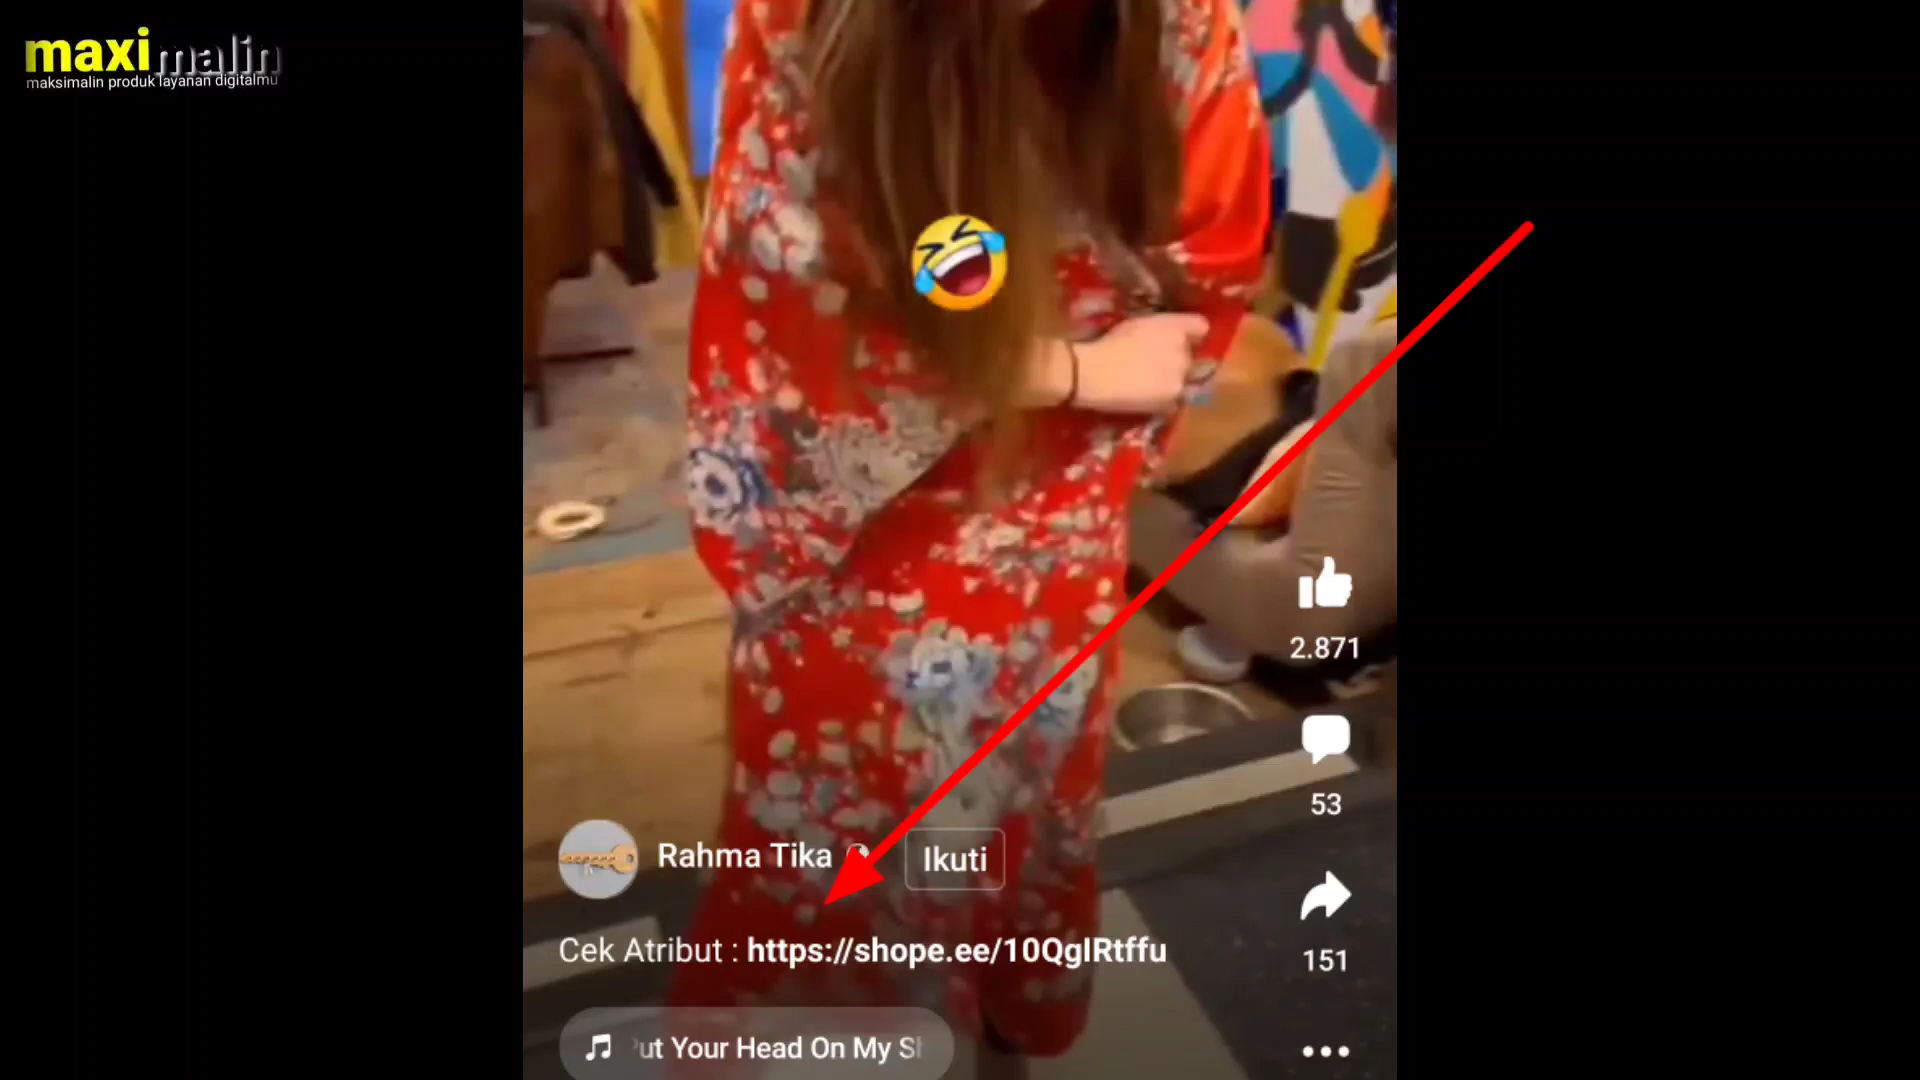 maximalin
maksimalin produk layanan digitalmu
2.871
53
Rahma Tika
Ikuti
151
Cek Atribut : https://shope.ee/10QgIRtffu
ut Your Head On My Sh